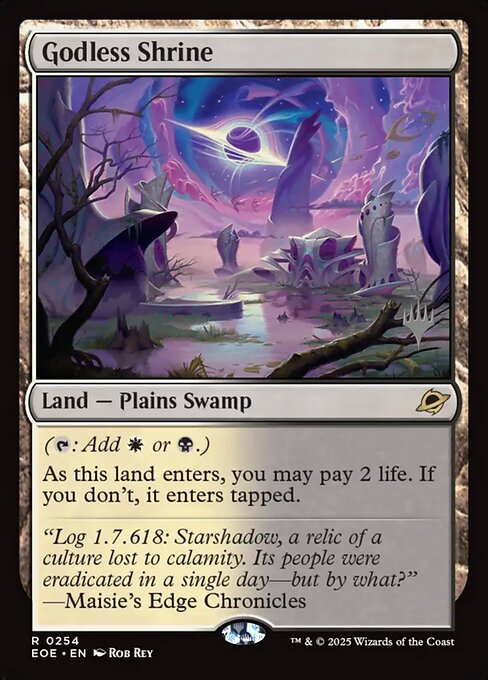 Godless Shrine
Land — Plains Swamp
(: Add or .)
As this land enters, you may pay 2 life. If
you don't, it enters tapped.
“Log 1.7.618: Starshadow, a relic of a
culture lost to calamity. Its people were
eradicated in a single day—but by what?”
—Maisie's Edge Chronicles
R 0254
EOE • EN Rob Rey
™ & © 2025 Wizards of the Coast